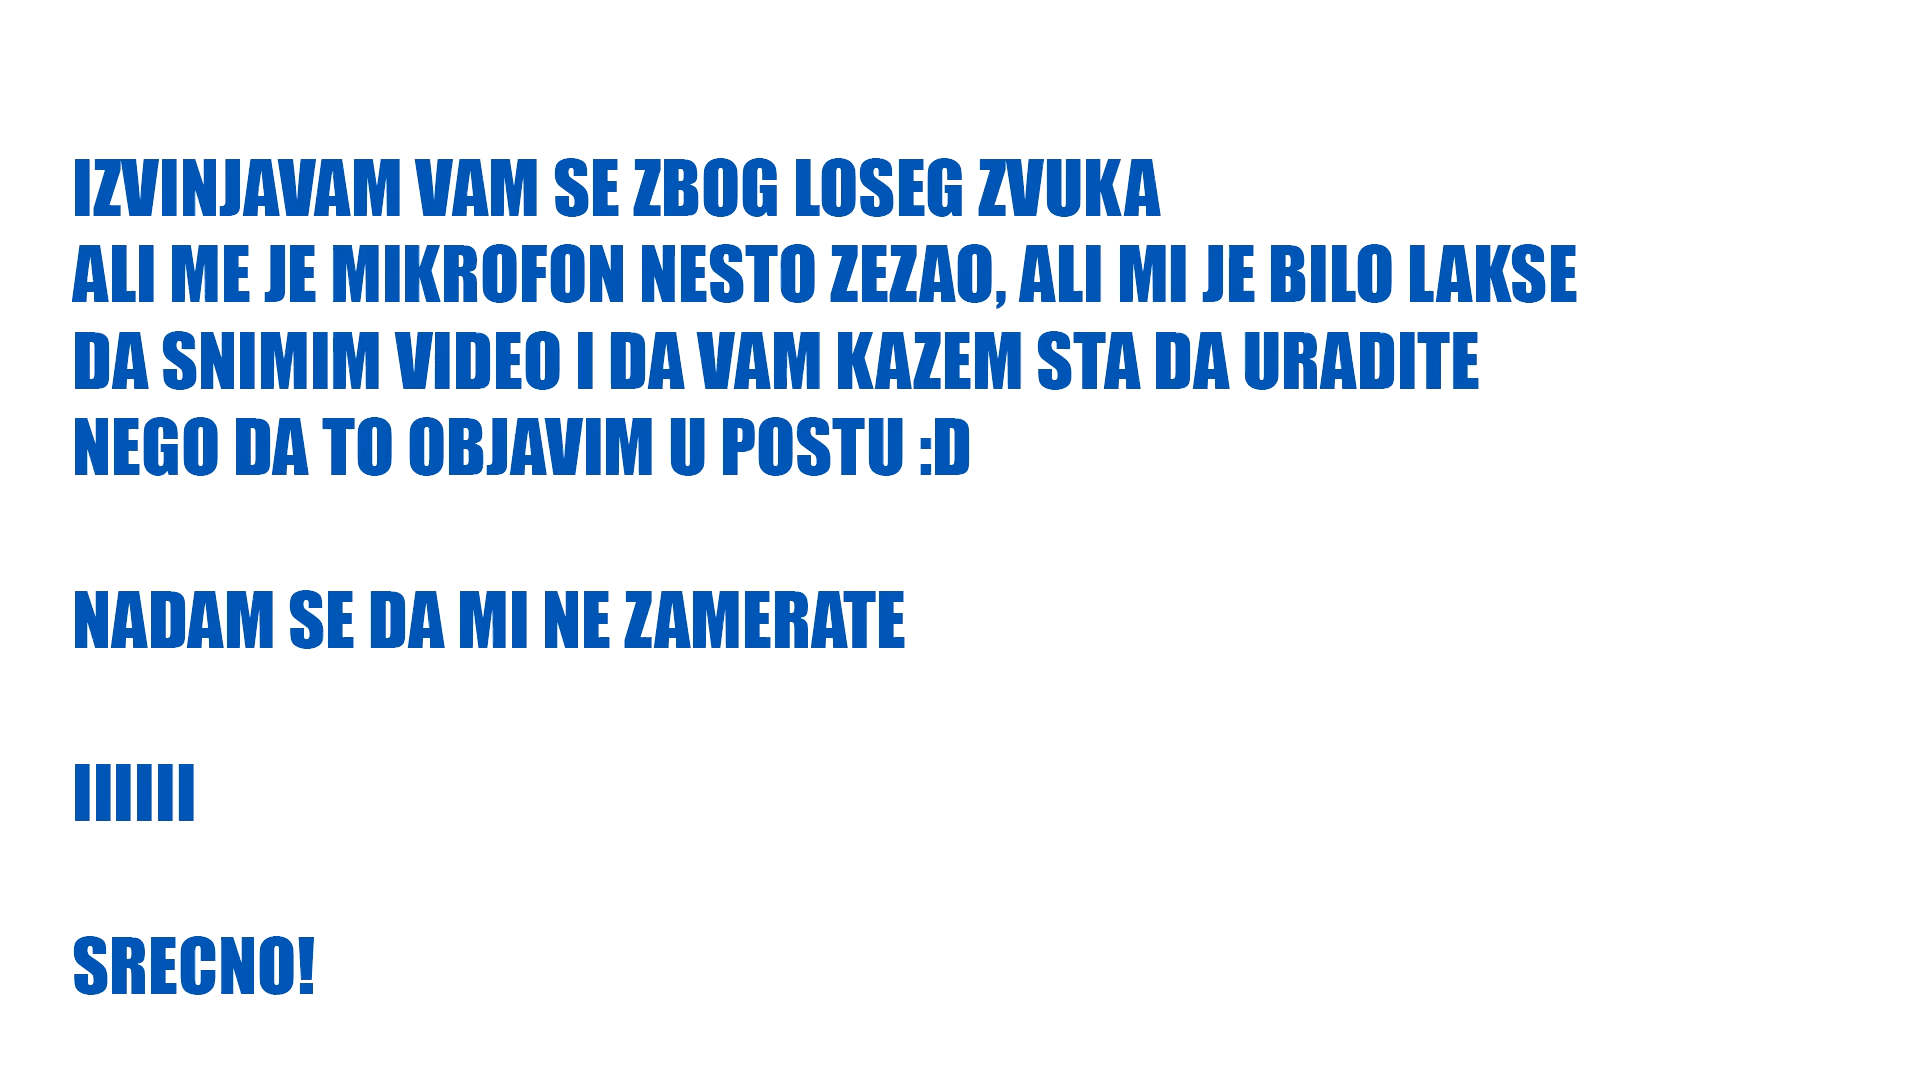 IZVINJAVAM VAM SE ZBOG LOSEG ZVUKA
ALI ME JE MIKROFON NESTO ZEZAO, ALI MI JE BILO LAKSE
DA SNIMIM VIDEO I DA VAM KAZEM STA DA URADITE
NEGO DA TO OBJAVIM U POSTU :D
NADAM SE DA MI NE ZAMERATE
IIIIII
SRECNO!